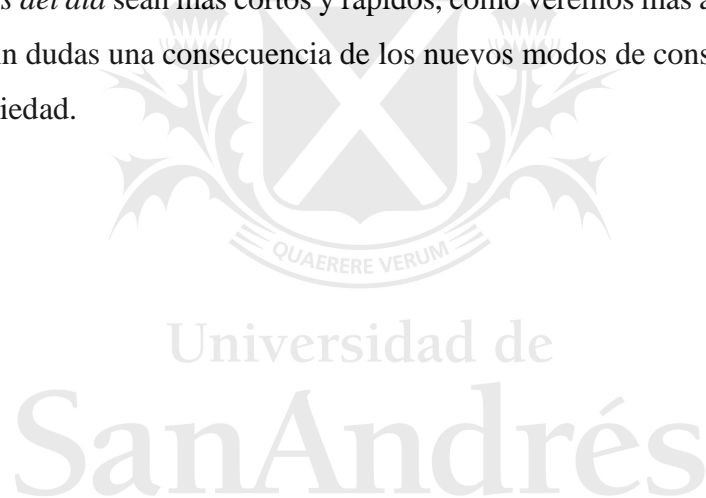 s del día sean más cortos y rápidos, como veremos más a
n dudas una consecuencia de los nuevos modos de cons
iedad.
QUAERERE VERUM
Universidad de
SanAndrés